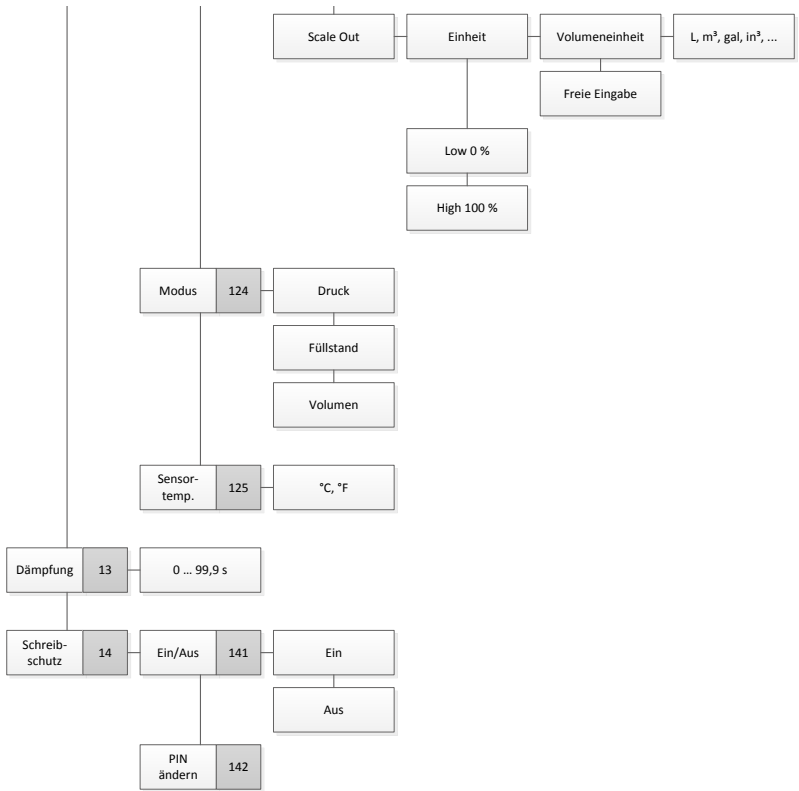 Scale Out
Einheit
Volumeneinheit
L, m³, gal, in³, ...
Freie Eingabe
Low 0 %
High 100 %
Modus
124
Druck
Füllstand
Volumen
Sensor-
temp.
125
°C, °F
Dämpfung
13
0 ... 99,9 s
Schreib-
schutz
14
Ein/Aus
141
Ein
Aus
PIN
ändern
142